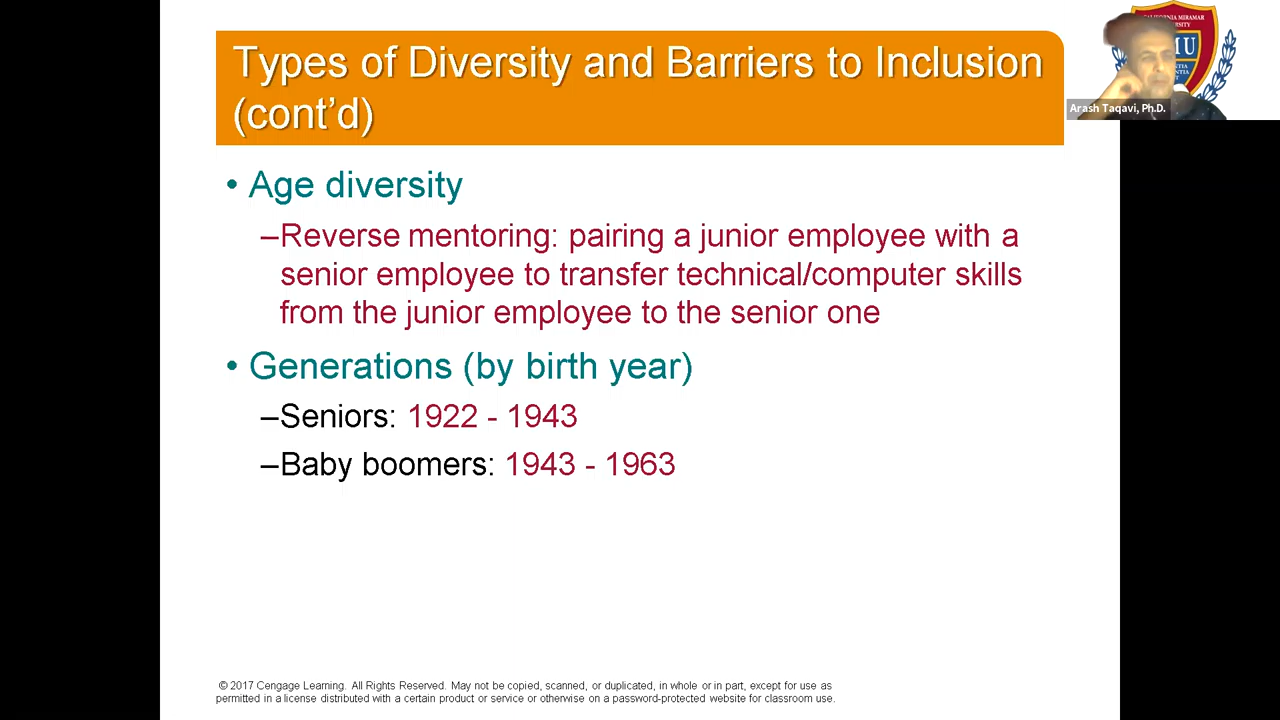 Types of Diversity and Barriers to Inclusion
(cont'd)
CALIFORNIA MIRAMAR
Arash Taqavi, Ph.D.
• Age diversity
–Reverse mentoring: pairing a junior employee with a
senior employee to transfer technical/computer skills
from the junior employee to the senior one
• Generations (by birth year)
–Seniors: 1922 - 1943
–Baby boomers: 1943 - 1963
© 2017 Cengage Learning. All Rights Reserved. May not be copied, scanned, or duplicated, in whole or in part, except for use as
permitted in a license distributed with a certain product or service or otherwise on a password-protected website for classroom use.